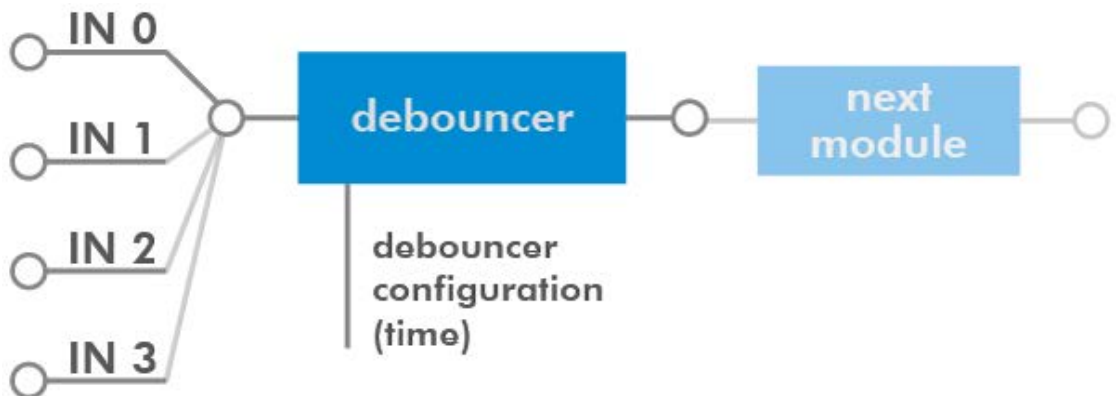 IN 0
IN 1
IN 2
IN 3
debouncer
debouncer
configuration
(time)
next
module